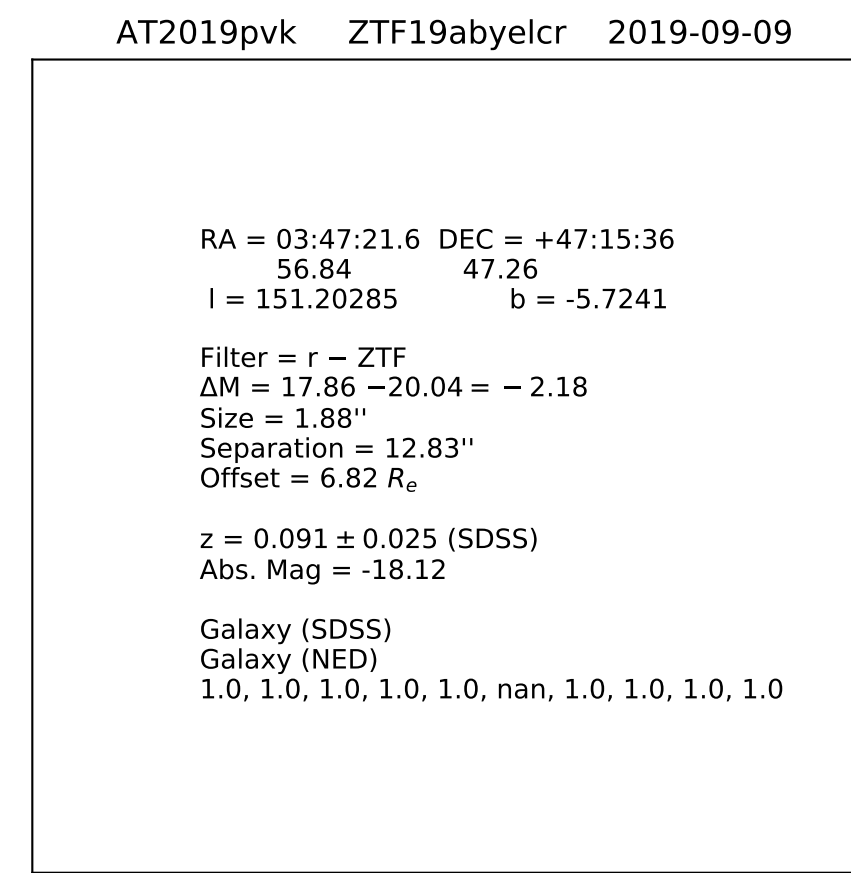 AT2019pvk ZTF19abyelcr 2019-09-09
RA = 03:47:21.6 DEC = +47:15:36
56.84 47.26
l = 151.20285 b = -5.7241
Filter = r − ZTF
ΔM = 17.86 −20.04 = − 2.18
Size = 1.88''
Separation = 12.83''
Offset = 6.82 Re
z = 0.091 ± 0.025 (SDSS)
Abs. Mag = -18.12
Galaxy (SDSS)
Galaxy (NED)
1.0, 1.0, 1.0, 1.0, 1.0, nan, 1.0, 1.0, 1.0, 1.0